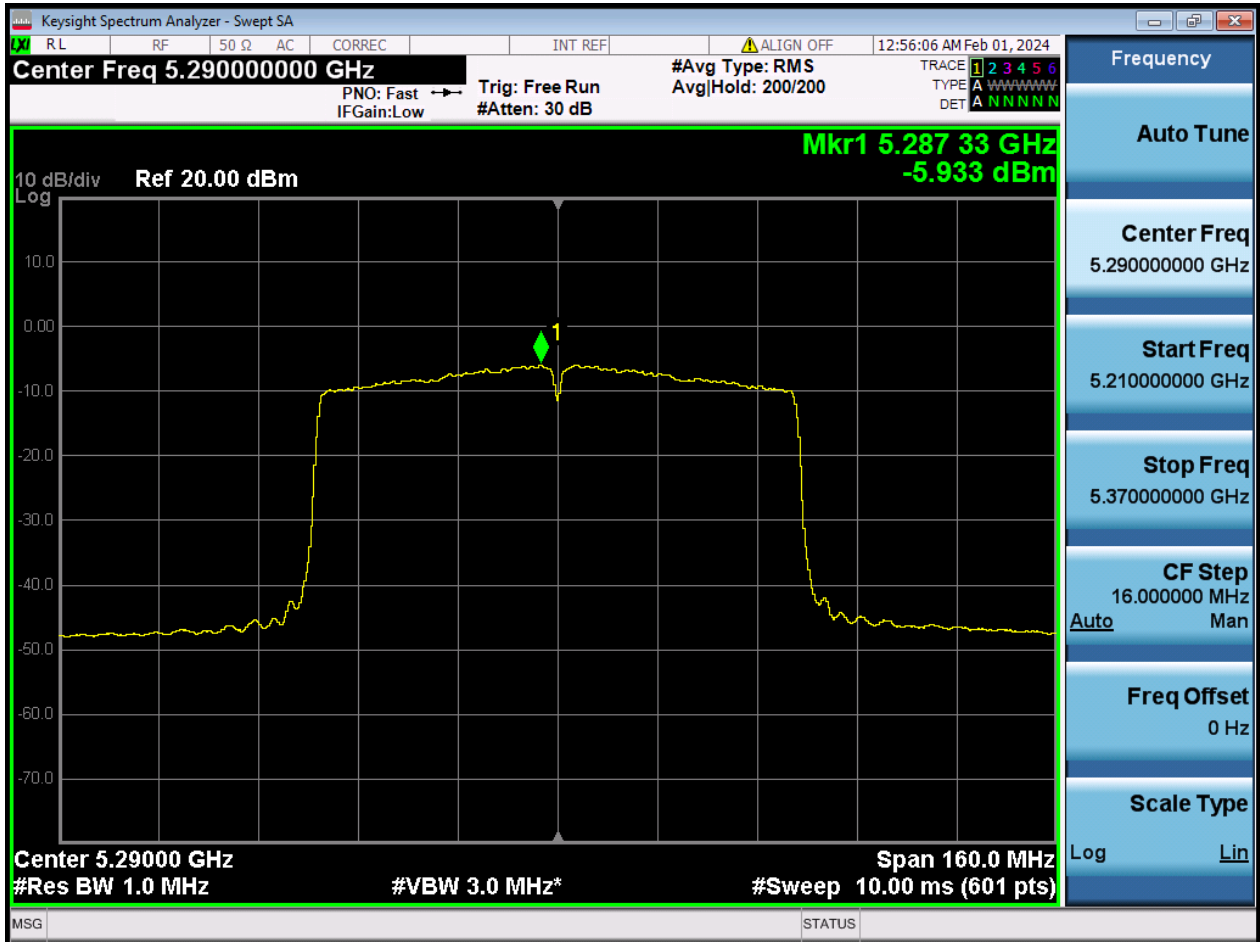 Keysight Spectrum Analyzer - Swept SA
LXI RL RF 50 Ω AC CORREC INT REF ALIGN OFF 12:56:06 AM Feb 01, 2024
Center Freq 5.290000000 GHz
PNO: Fast
IFGain:Low
Trig: Free Run
#Atten: 30 dB
#Avg Type: RMS
Avg|Hold: 200/200
TRACE 1 2 3 4 5 6
TYPE A WWWWW
DET A N N N N N
Mkr1 5.287 33 GHz
-5.933 dBm
10 dB/div Ref 20.00 dBm
Log
10.0
0.00
-10.0
-20.0
-30.0
-40.0
-50.0
-60.0
-70.0
1
Center 5.29000 GHz Span 160.0 MHz
#Res BW 1.0 MHz #VBW 3.0 MHz* #Sweep 10.00 ms (601 pts)
MSG STATUS
Frequency
Auto Tune
Center Freq
5.290000000 GHz
Start Freq
5.210000000 GHz
Stop Freq
5.370000000 GHz
CF Step
16.000000 MHz
Auto Man
Freq Offset
0 Hz
Scale Type
Log Lin